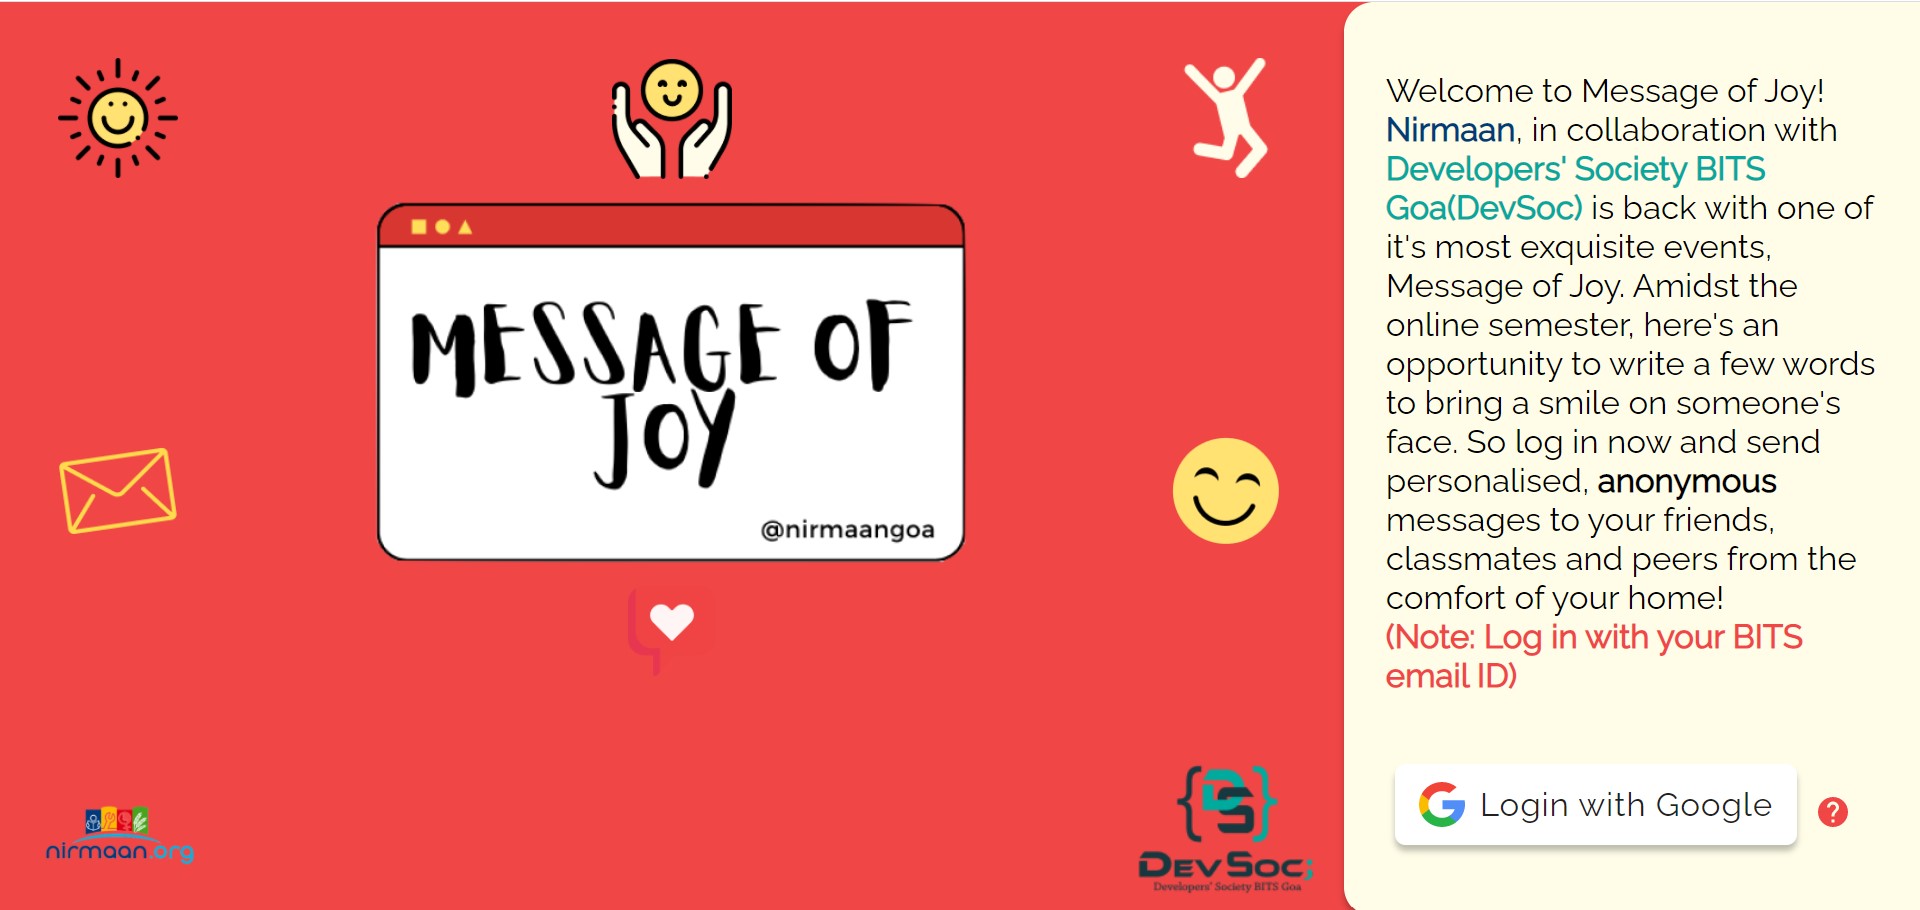 MESSAGE OF
JOY
@nirmaangoa
nirmaan.org
DS
DEVSOC;
Developers' Society BITS Goa
Welcome to Message of Joy!
Nirmaan, in collaboration with
Developers' Society BITS
Goa(DevSoc) is back with one of
it's most exquisite events,
Message of Joy. Amidst the
online semester, here's an
opportunity to write a few words
to bring a smile on someone's
face. So log in now and send
personalised, anonymous
messages to your friends,
classmates and peers from the
comfort of your home!
(Note: Log in with your BITS
email ID)
Login with Google
?